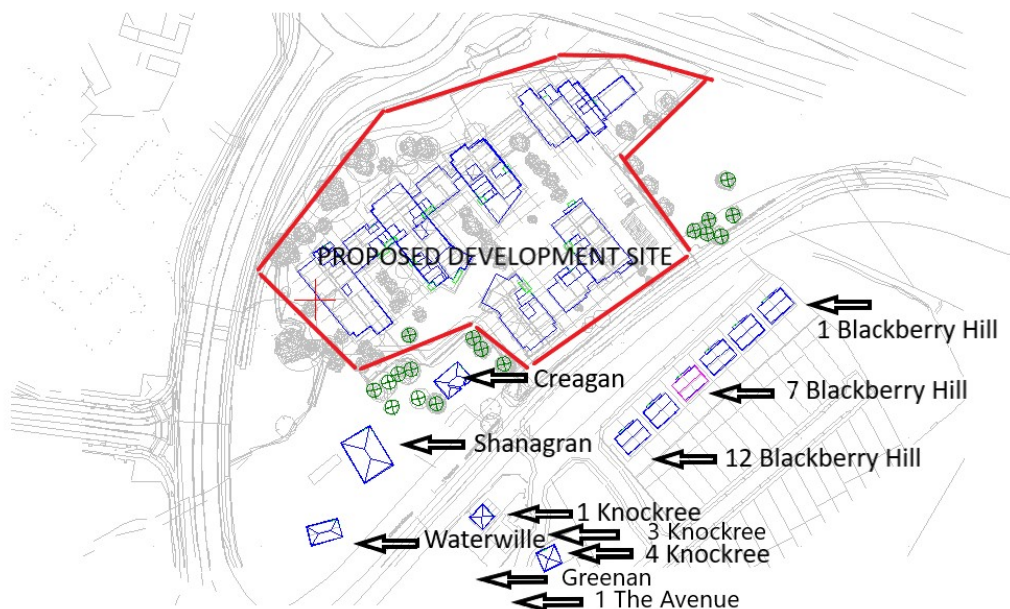 PROPOSED DEVELOPMENT SITE
1 Blackberry Hill
Creagan
7 Blackberry Hill
Shanagran
12 Blackberry Hill
1 Knockree
3 Knockree
Waterwille
4 Knockree
Greenan
1 The Avenue